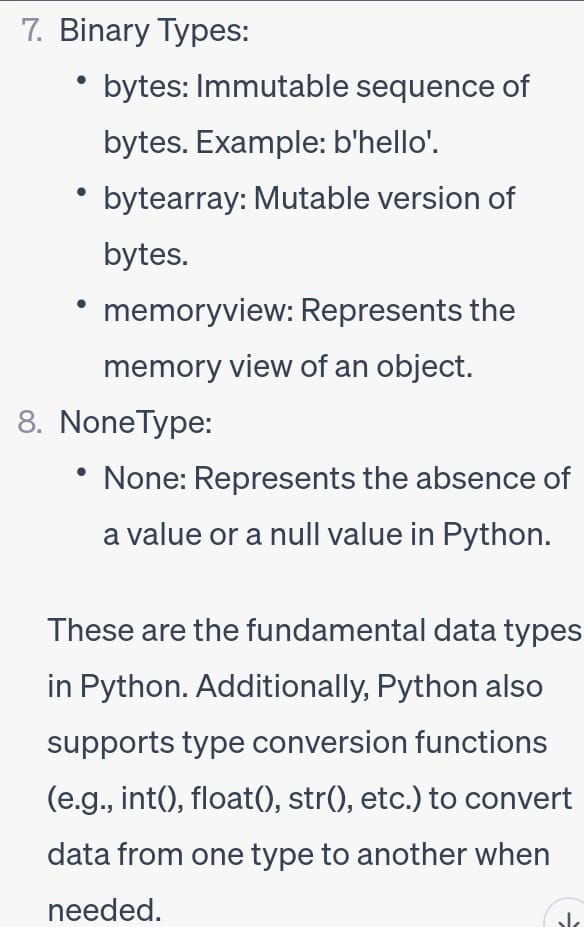 7. Binary Types:
• bytes: Immutable sequence of
bytes. Example: b'hello'.
• bytearray: Mutable version of
bytes.
• memoryview: Represents the
memory view of an object.
8. NoneType:
• None: Represents the absence of
a value or a null value in Python.
These are the fundamental data types
in Python. Additionally, Python also
supports type conversion functions
(e.g., int(), float(), str(), etc.) to convert
data from one type to another when
needed.